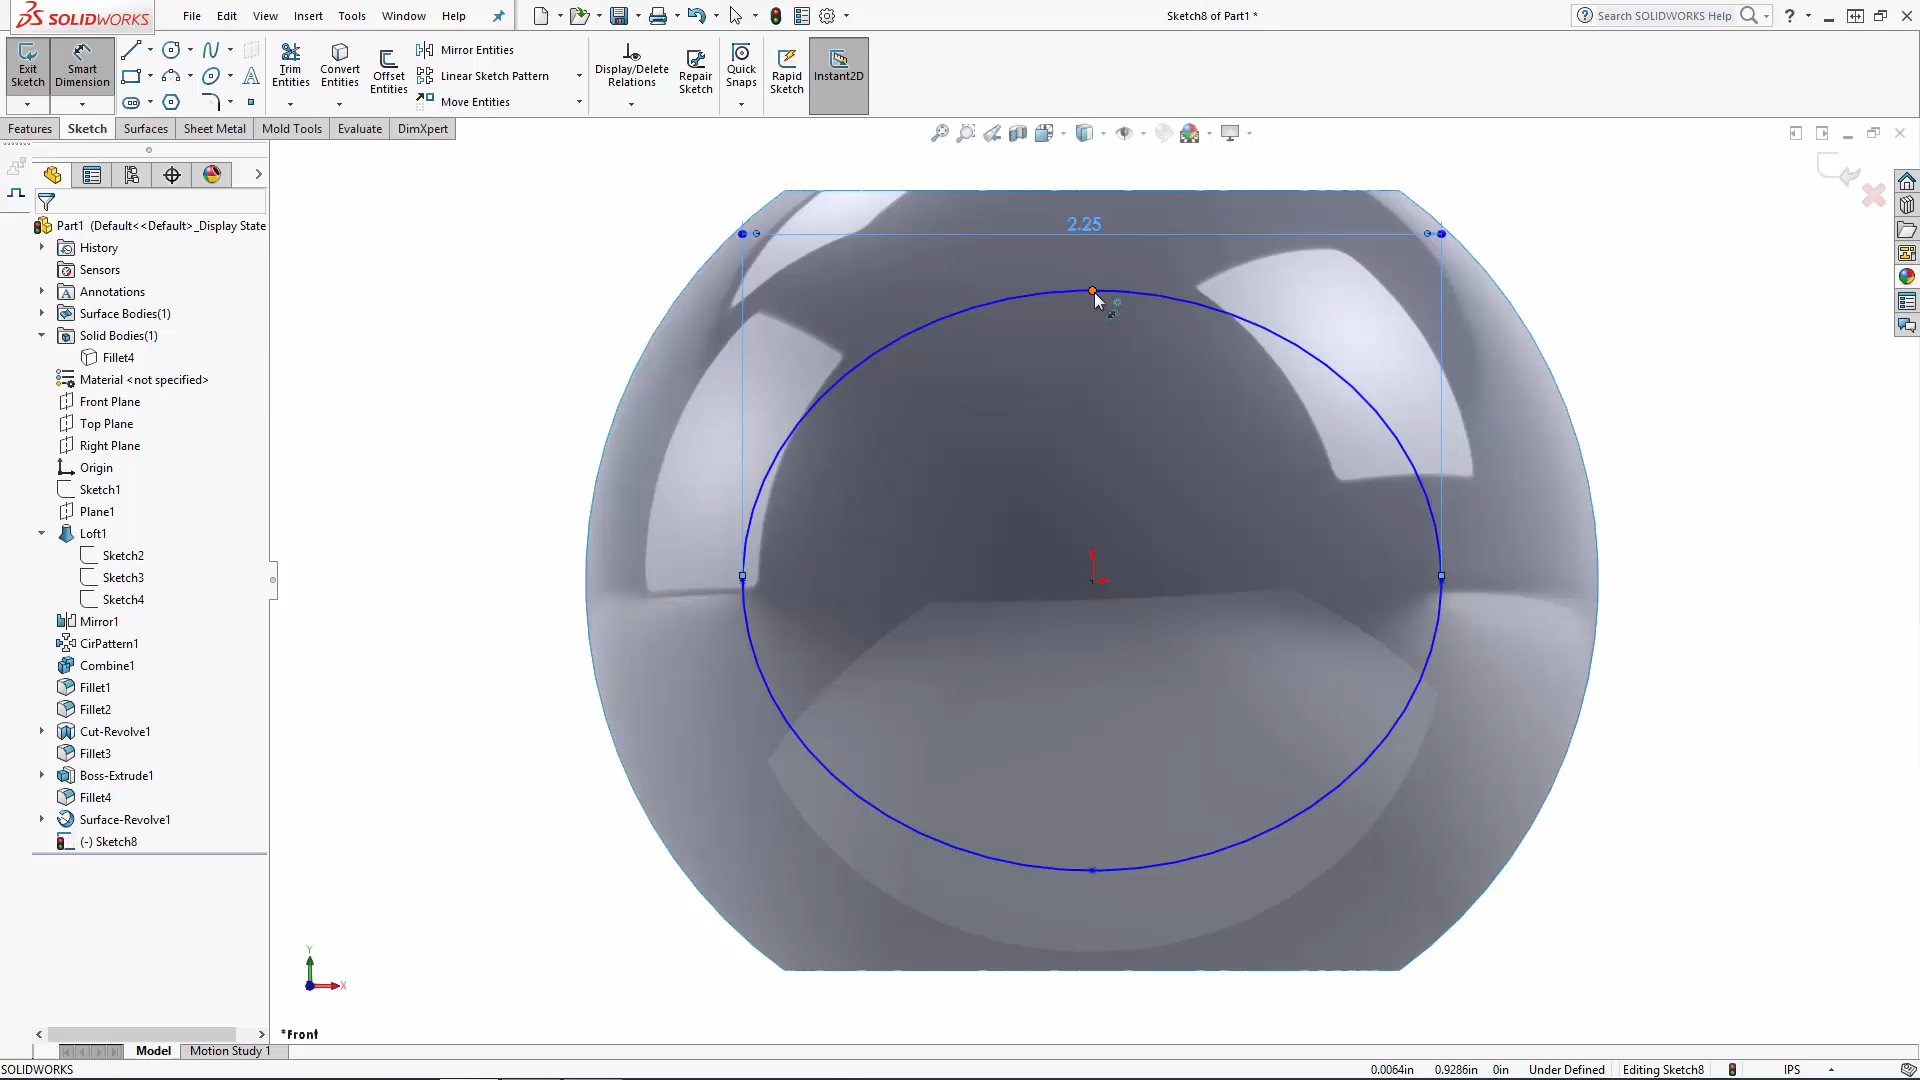 SOLIDWORKS
File Edit View Insert Tools Window Help
Sketch8 of Part1 *
Search SOLIDWORKS Help
Exit Sketch
Smart Dimension
Trim Entities
Convert Entities
Offset Entities
Mirror Entities
Linear Sketch Pattern
Move Entities
Display/Delete Relations
Repair Sketch
Quick Snaps
Rapid Sketch
Instant2D
Features Sketch Surfaces Sheet Metal Mold Tools Evaluate DimXpert
Part1 (Default<<Default>_Display State
History
Sensors
Annotations
Surface Bodies(1)
Solid Bodies(1)
Fillet4
Material <not specified>
Front Plane
Top Plane
Right Plane
Origin
Sketch1
Plane1
Loft1
Sketch2
Sketch3
Sketch4
Mirror1
CirPattern1
Combine1
Fillet1
Fillet2
Cut-Revolve1
Fillet3
Boss-Extrude1
Fillet4
Surface-Revolve1
(-) Sketch8
2.25
Y
X
*Front
Model Motion Study 1
SOLIDWORKS
0.0064in 0.9286in 0in Under Defined Editing Sketch8 IPS